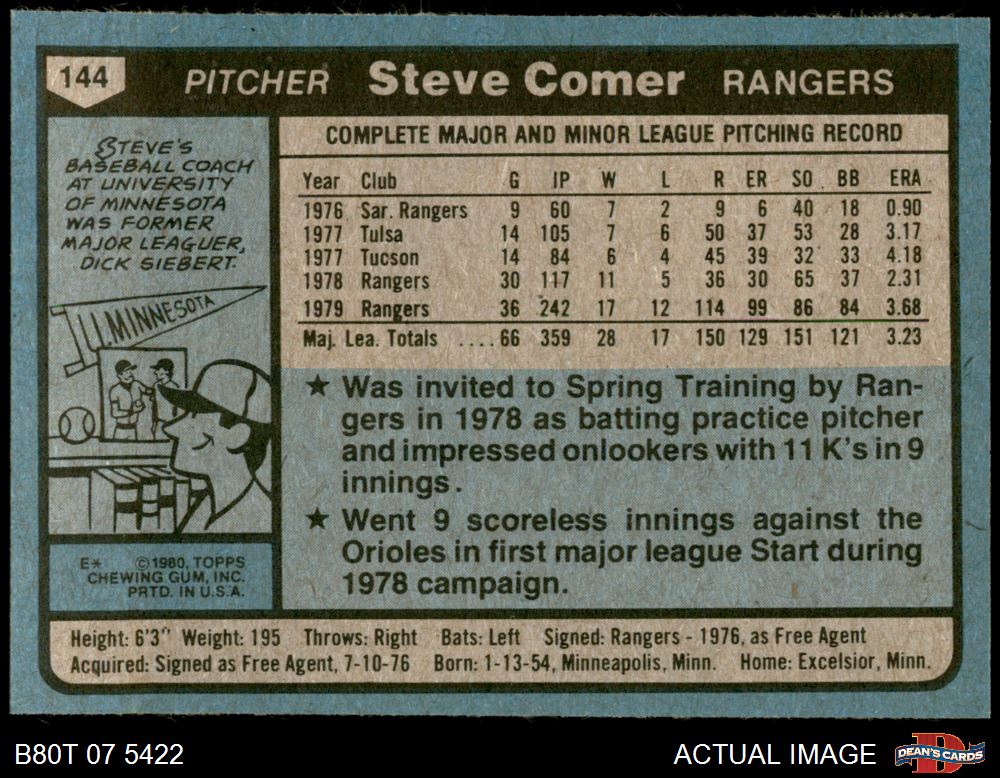 144 PITCHER Steve Comer RANGERS
STEVE'S
BASEBALL COACH
AT UNIVERSITY
OF MINNESOTA
WAS FORMER
MAJOR LEAGUER,
DICK SIEBERT.
U. MINNESOTA
E* ©1980, TOPPS
CHEWING GUM, INC.
PRTD. IN U.S.A.
COMPLETE MAJOR AND MINOR LEAGUE PITCHING RECORD
Year Club G IP W L R ER SO BB ERA
1976 Sar. Rangers 9 60 7 2 9 6 40 18 0.90
1977 Tulsa 14 105 7 6 50 37 53 28 3.17
1977 Tucson 14 84 6 4 45 39 32 33 4.18
1978 Rangers 30 117 11 5 36 30 65 37 2.31
1979 Rangers 36 242 17 12 114 99 86 84 3.68
Maj. Lea. Totals ....66 359 28 17 150 129 151 121 3.23
★ Was invited to Spring Training by Ran-
gers in 1978 as batting practice pitcher
and impressed onlookers with 11 K's in 9
innings.
★ Went 9 scoreless innings against the
Orioles in first major league Start during
1978 campaign.
Height: 6'3" Weight: 195 Throws: Right Bats: Left Signed: Rangers - 1976, as Free Agent
Acquired: Signed as Free Agent, 7-10-76 Born: 1-13-54, Minneapolis, Minn. Home: Excelsior, Minn.
B80T 07 5422 ACTUAL IMAGE D DEAN'S CARDS